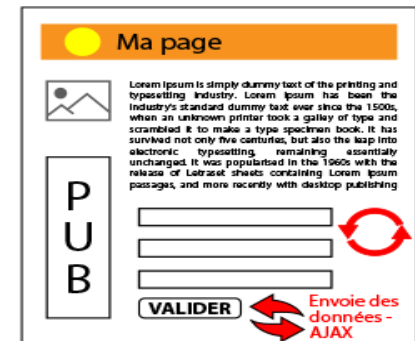 Ma page
Lorem Ipsum is simply dummy text of the printing and
typesetting industry. Lorem Ipsum has been the
industry's standard dummy text ever since the 1500s,
when an unknown printer took a galley of type and
scrambled it to make a type specimen book. It has
survived not only five centuries, but also the leap into
electronic typesetting, remaining essentially
unchanged. It was popularised in the 1960s with the
release of Letraset sheets containing Lorem Ipsum
passages, and more recently with desktop publishing
P
U
B
VALIDER
Envoie des
données -
AJAX